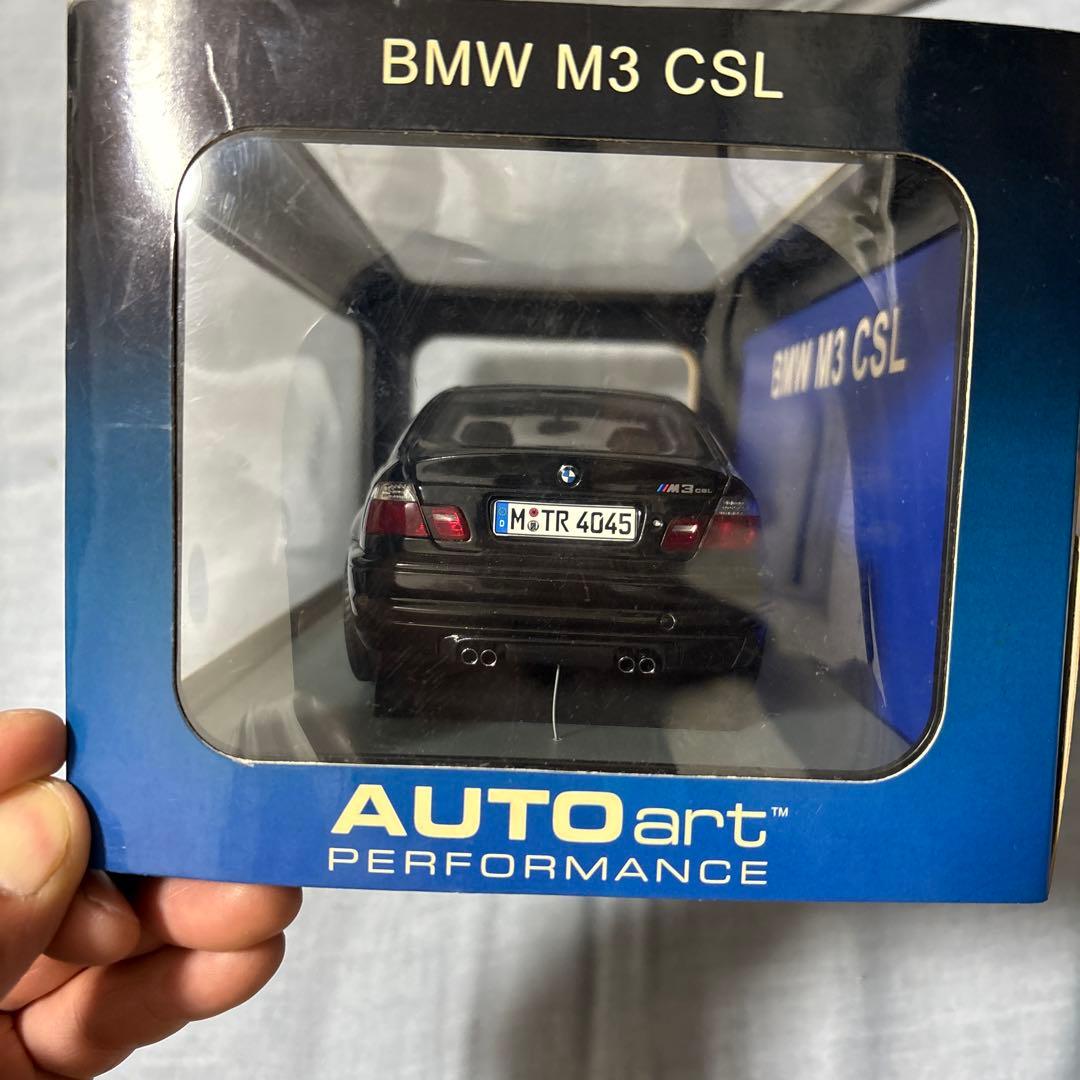 BMW M3 CSL
BMW M3 CSL
M3 CSL
D M TR 4045
AUTOart™
PERFORMANCE